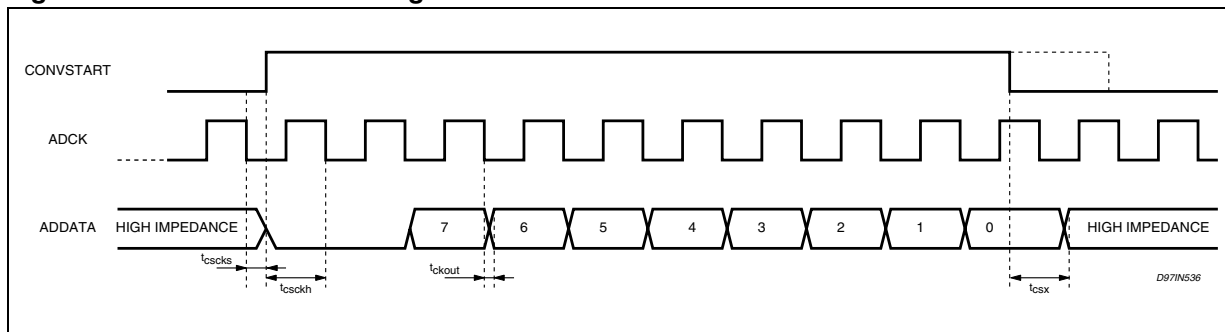 CONVSTART
ADCK
ADDATA
HIGH IMPEDANCE
7
6
5
4
3
2
1
0
HIGH IMPEDANCE
tcscks
tcsckh
tckout
tcsx
D97IN536